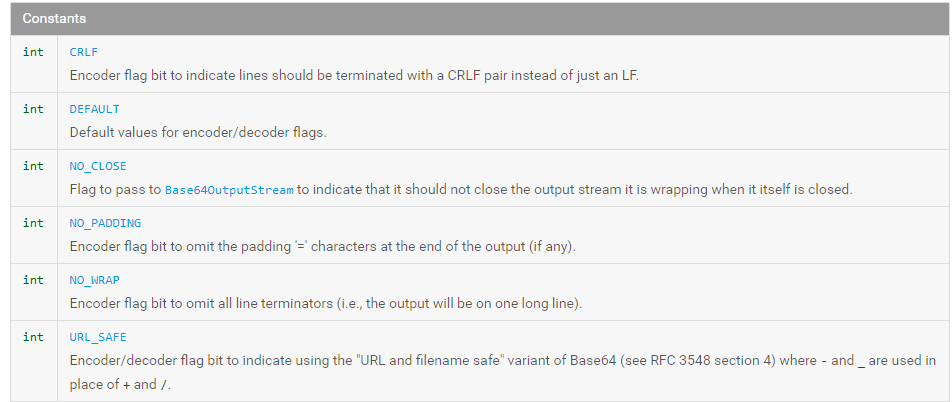 Constants
int CRLF
Encoder flag bit to indicate lines should be terminated with a CRLF pair instead of just an LF.
int DEFAULT
Default values for encoder/decoder flags.
int NO_CLOSE
Flag to pass to Base64OutputStream to indicate that it should not close the output stream it is wrapping when it itself is closed.
int NO_PADDING
Encoder flag bit to omit the padding '=' characters at the end of the output (if any).
int NO_WRAP
Encoder flag bit to omit all line terminators (i.e., the output will be on one long line).
int URL_SAFE
Encoder/decoder flag bit to indicate using the "URL and filename safe" variant of Base64 (see RFC 3548 section 4) where - and _ are used in
place of + and /.